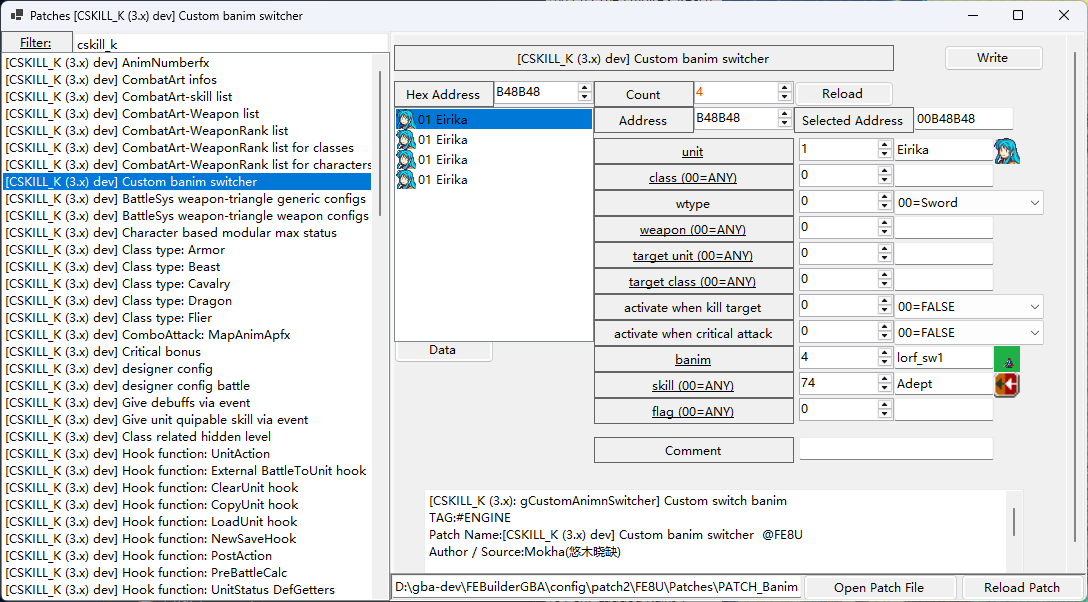 Patches [CSKILL_K (3.x) dev] Custom banim switcher
Filter: cskill_k
[CSKILL_K (3.x) dev] AnimNumberfx
[CSKILL_K (3.x) dev] CombatArt infos
[CSKILL_K (3.x) dev] CombatArt-skill list
[CSKILL_K (3.x) dev] CombatArt-Weapon list
[CSKILL_K (3.x) dev] CombatArt-WeaponRank list
[CSKILL_K (3.x) dev] CombatArt-WeaponRank list for classes
[CSKILL_K (3.x) dev] CombatArt-WeaponRank list for characters
[CSKILL_K (3.x) dev] Custom banim switcher
[CSKILL_K (3.x) dev] BattleSys weapon-triangle generic configs
[CSKILL_K (3.x) dev] BattleSys weapon-triangle weapon configs
[CSKILL_K (3.x) dev] Character based modular max status
[CSKILL_K (3.x) dev] Class type: Armor
[CSKILL_K (3.x) dev] Class type: Beast
[CSKILL_K (3.x) dev] Class type: Cavalry
[CSKILL_K (3.x) dev] Class type: Dragon
[CSKILL_K (3.x) dev] Class type: Flier
[CSKILL_K (3.x) dev] ComboAttack: MapAnimApfx
[CSKILL_K (3.x) dev] Critical bonus
[CSKILL_K (3.x) dev] designer config
[CSKILL_K (3.x) dev] designer config battle
[CSKILL_K (3.x) dev] Give debuffs via event
[CSKILL_K (3.x) dev] Give unit quipable skill via event
[CSKILL_K (3.x) dev] Class related hidden level
[CSKILL_K (3.x) dev] Hook function: UnitAction
[CSKILL_K (3.x) dev] Hook function: External BattleToUnit hook
[CSKILL_K (3.x) dev] Hook function: ClearUnit hook
[CSKILL_K (3.x) dev] Hook function: CopyUnit hook
[CSKILL_K (3.x) dev] Hook function: LoadUnit hook
[CSKILL_K (3.x) dev] Hook function: NewSaveHook
[CSKILL_K (3.x) dev] Hook function: PostAction
[CSKILL_K (3.x) dev] Hook function: PreBattleCalc
[CSKILL_K (3.x) dev] Hook function: UnitStatus DefGetters
[CSKILL_K (3.x) dev] Custom banim switcher
Write
Hex Address B48B48 Count 4 Reload
Address B48B48 Selected Address 00B48B48
01 Eirika
01 Eirika
01 Eirika
01 Eirika
Data
unit 1 Eirika
class (00=ANY) 0
wtype 0 00=Sword
weapon (00=ANY) 0
target unit (00=ANY) 0
target class (00=ANY) 0
activate when kill target 0 00=FALSE
activate when critical attack 0 00=FALSE
banim 4 lorf_sw1
skill (00=ANY) 74 Adept
flag (00=ANY) 0
Comment
[CSKILL_K (3.x): gCustomAnimnSwitcher] Custom switch banim
TAG:#ENGINE
Patch Name:[CSKILL_K (3.x) dev] Custom banim switcher @FE8U
Author / Source:Mokha(悠木晓缺)
D:\gba-dev\FEBuilderGBA\config\patch2\FE8U\Patches\PATCH_Banim
Open Patch File
Reload Patch